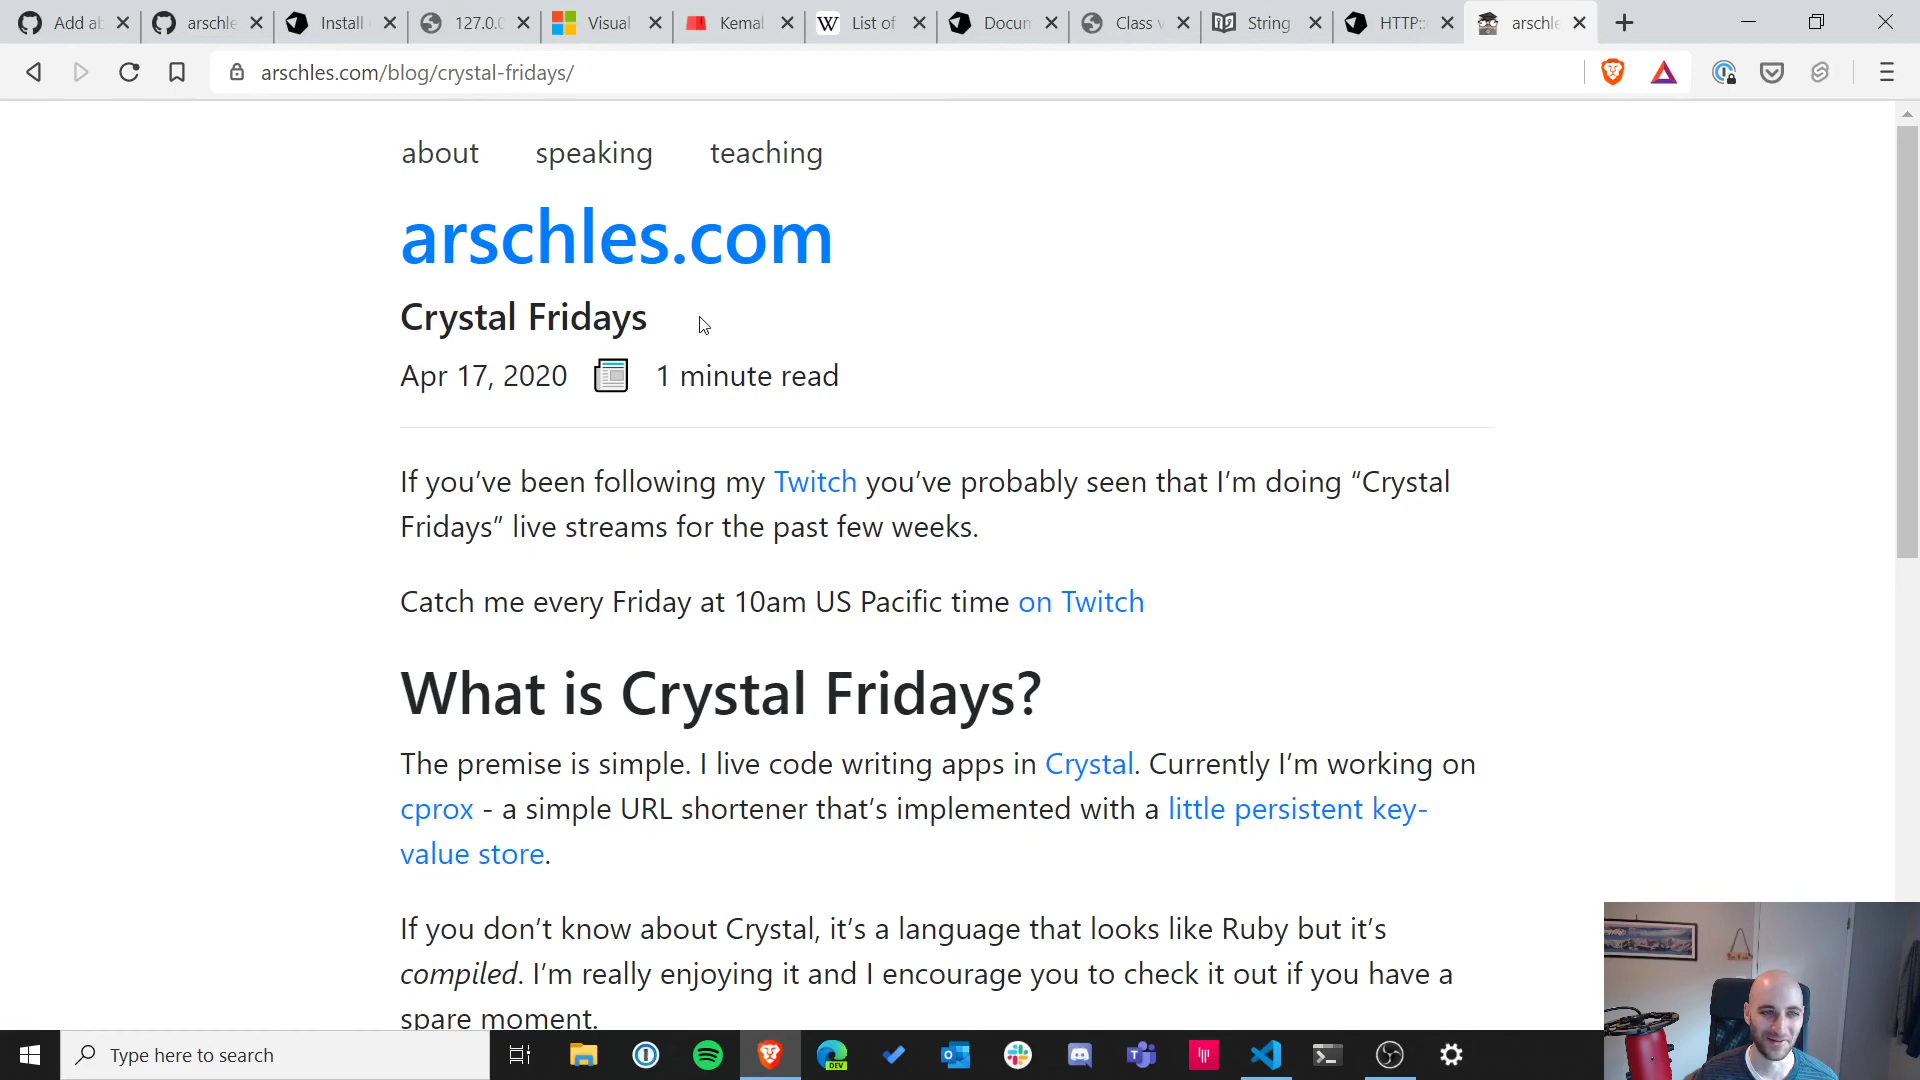 Add ab
arschle
Install
127.0.0
Visual
Kemal
W List of
Docum
Class v
String
HTTP::
arschle
arschles.com/blog/crystal-fridays/
about speaking teaching
arschles.com
Crystal Fridays
Apr 17, 2020 1 minute read
If you’ve been following my Twitch you’ve probably seen that I’m doing “Crystal
Fridays” live streams for the past few weeks.
Catch me every Friday at 10am US Pacific time on Twitch
What is Crystal Fridays?
The premise is simple. I live code writing apps in Crystal. Currently I’m working on
cprox - a simple URL shortener that’s implemented with a little persistent key-
value store.
If you don’t know about Crystal, it’s a language that looks like Ruby but it’s
compiled. I’m really enjoying it and I encourage you to check it out if you have a
spare moment.
Type here to search
DEV